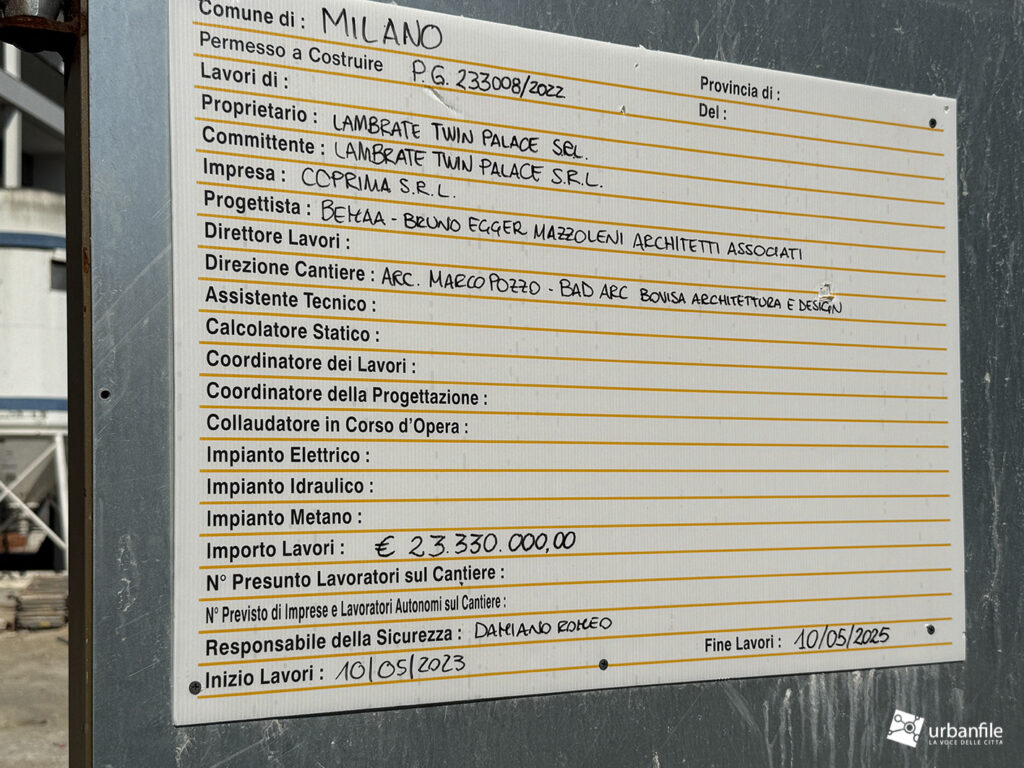 Comune di : MILANO
Permesso a Costruire P.G. 233008/2022 Provincia di :
Lavori di : Del :
Proprietario : LAMBRATE TWIN PALACE SRL.
Committente : LAMBRATE TWIN PALACE S.R.L.
Impresa : COPRIMA S.R.L.
Progettista : BEMAA - BRUNO EGGER MAZZOLENI ARCHITETTI ASSOCIATI
Direttore Lavori :
Direzione Cantiere : ARC. MARCO POZZO - BAD ARC BOVISA ARCHITETTURA E DESIGN
Assistente Tecnico :
Calcolatore Statico :
Coordinatore dei Lavori :
Coordinatore della Progettazione :
Collaudatore in Corso d'Opera :
Impianto Elettrico :
Impianto Idraulico :
Impianto Metano :
Importo Lavori : € 23.330.000,00
N° Presunto Lavoratori sul Cantiere :
N° Previsto di Imprese e Lavoratori Autonomi sul Cantiere :
Responsabile della Sicurezza : DAMIANO ROMEO
Inizio Lavori : 10/05/2023 Fine Lavori : 10/05/2025
urbanfile
LA VOCE DELLE CITTÀ